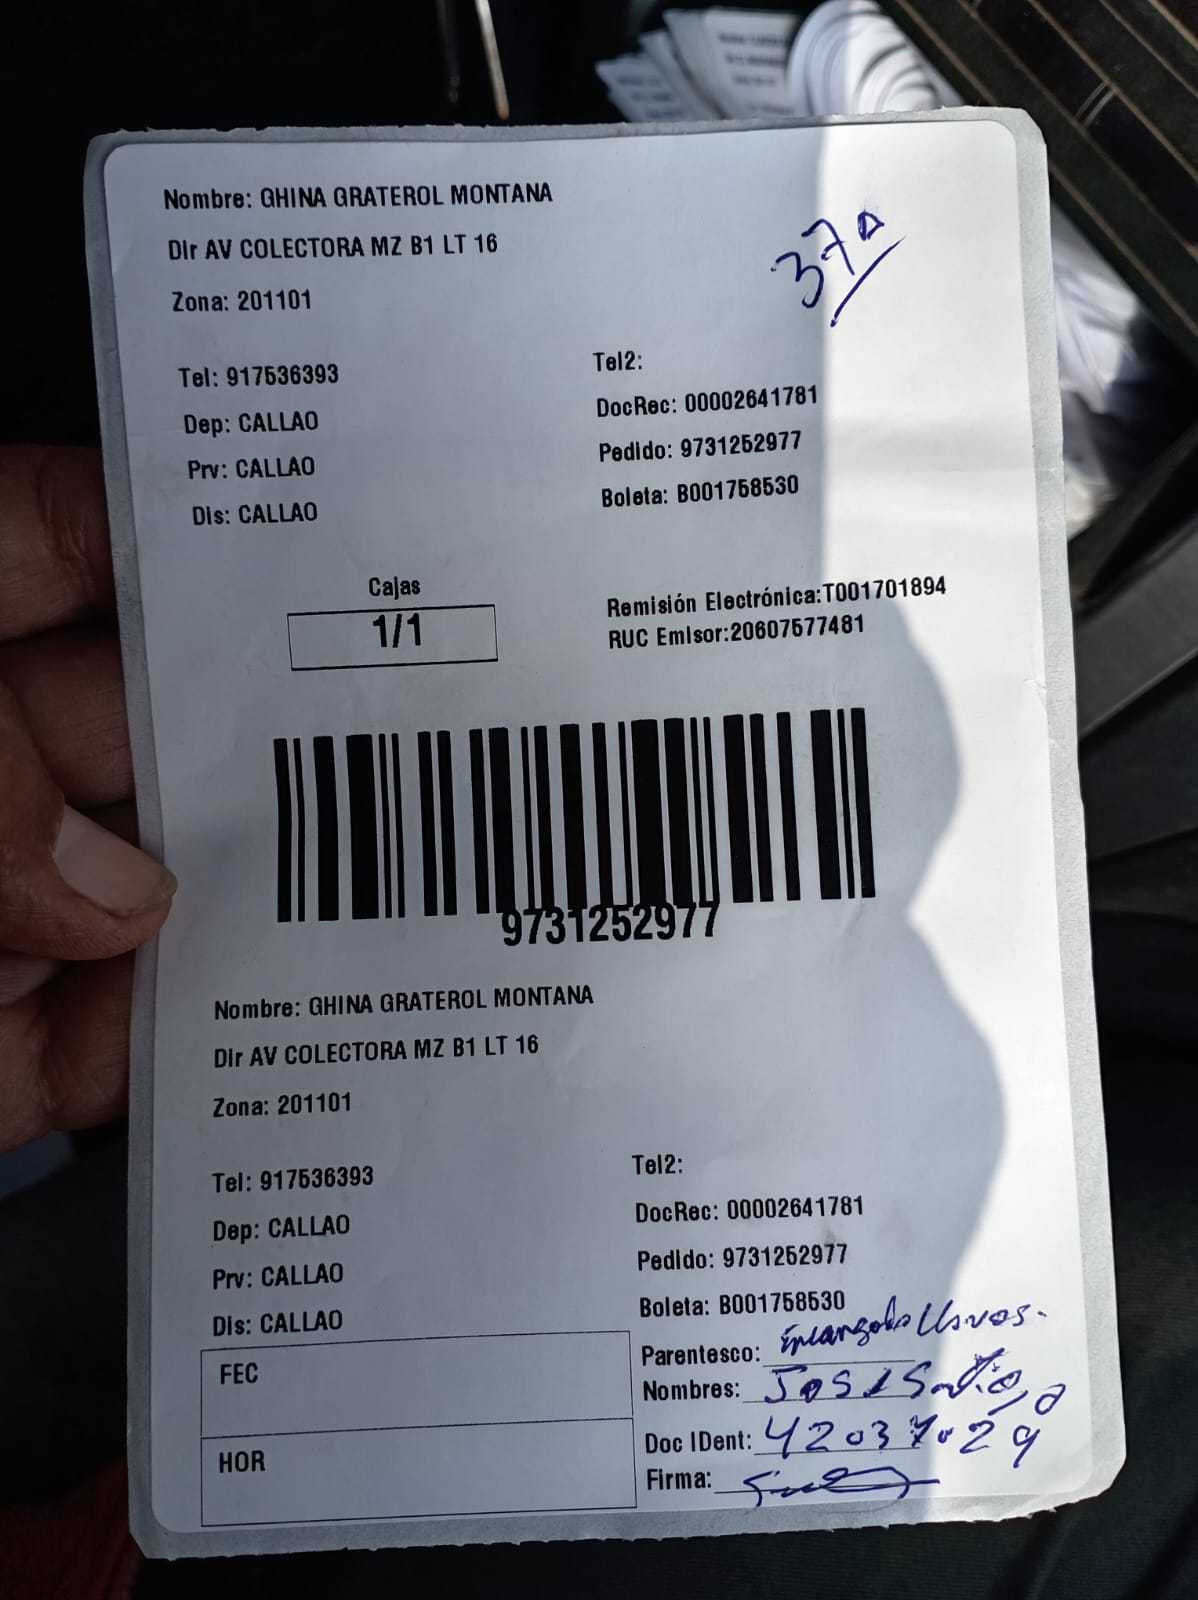 Nombre: GHINA GRATEROL MONTANA
370
Dir AV COLECTORA MZ B1 LT 16
Zona: 201101
Tel: 917536393
Tel2:
Dep: CALLAO
DocRec: 00002641781
Prv: CALLAO
Pedido: 9731252977
Dis: CALLAO
Boleta: B001758530
Cajas
1/1
Remisión Electrónica:T001701894
RUC Emisor:20607577481
9731252977
Nombre: GHINA GRATEROL MONTANA
Dir AV COLECTORA MZ B1 LT 16
Zona: 201101
Tel: 917536393
Tel2:
Dep: CALLAO
DocRec: 00002641781
Prv: CALLAO
Pedido: 9731252977
Dis: CALLAO
Boleta: B001758530
FEC
Parentesco:
Nombres:
HOR
Doc IDent: 42037029
Firma: